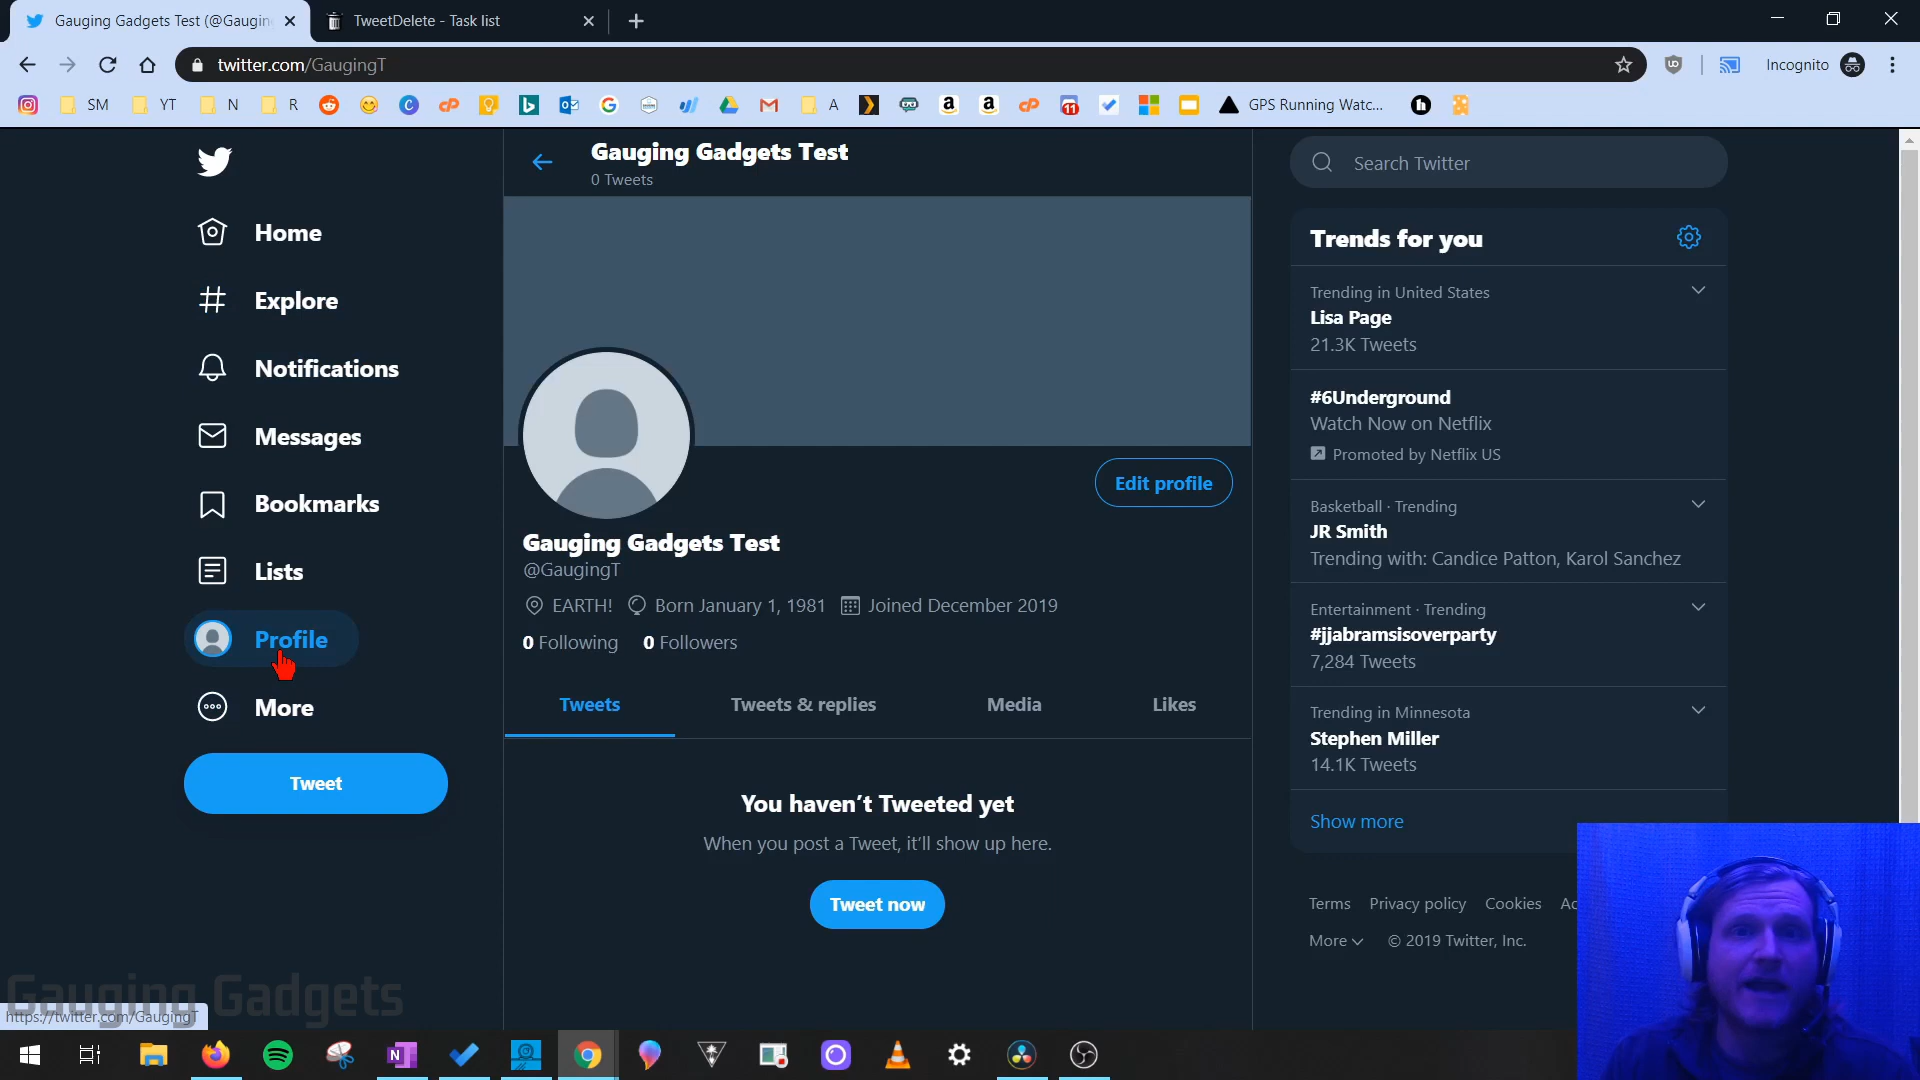 Gauging Gadgets Test (@Gaugin
TweetDelete - Task list
twitter.com/GaugingT
Incognito
SM
YT
N
R
A
11
GPS Running Watc...
Home
Explore
Notifications
Messages
Bookmarks
Lists
Profile
More
Tweet
Gauging Gadgets Test
0 Tweets
Edit profile
Gauging Gadgets Test
@GaugingT
EARTH! Born January 1, 1981 Joined December 2019
0 Following 0 Followers
Tweets Tweets & replies Media Likes
You haven’t Tweeted yet
When you post a Tweet, it’ll show up here.
Tweet now
Search Twitter
Trends for you
Trending in United States
Lisa Page
21.3K Tweets
#6Underground
Watch Now on Netflix
Promoted by Netflix US
Basketball · Trending
JR Smith
Trending with: Candice Patton, Karol Sanchez
Entertainment · Trending
#jjabramsisoverparty
7,284 Tweets
Trending in Minnesota
Stephen Miller
14.1K Tweets
Show more
Terms Privacy policy Cookies
More © 2019 Twitter, Inc.
Gauging Gadgets
https://twitter.com/GaugingT